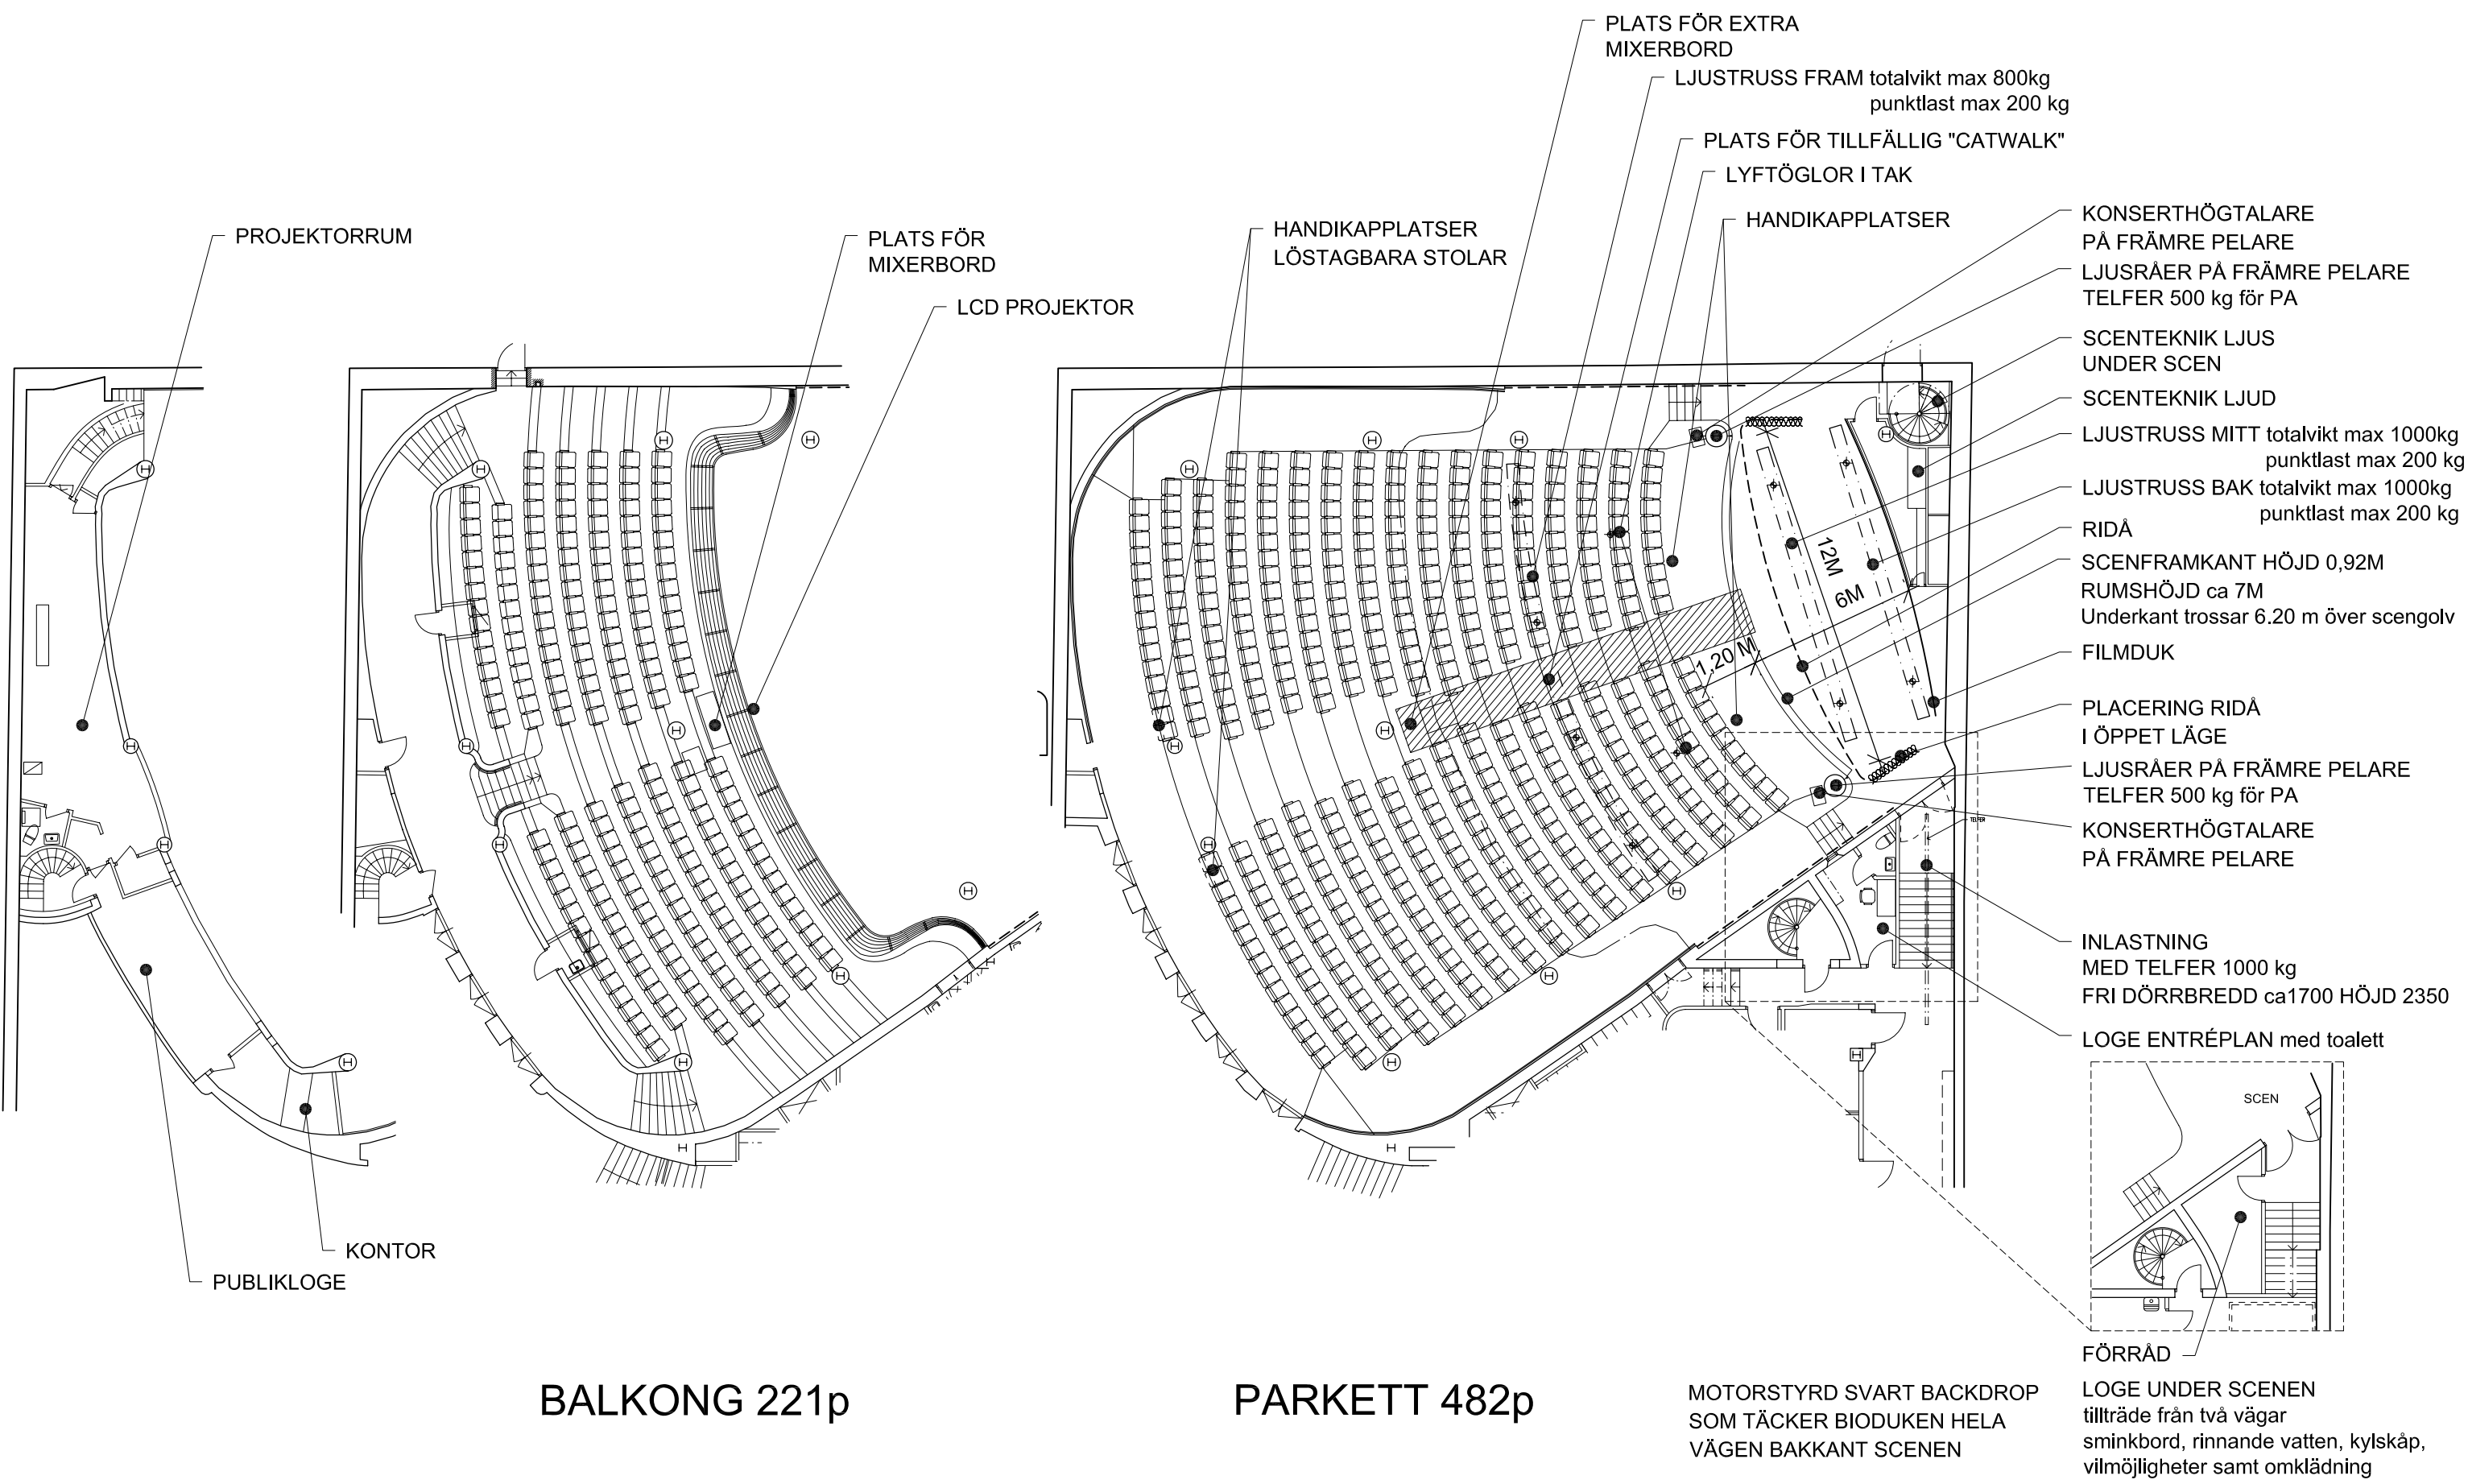 PLATS FÖR EXTRA
MIXERBORD
LJUSTRUSS FRAM totalvikt max 800kg
punktlast max 200 kg
PLATS FÖR TILLFÄLLIG "CATWALK"
LYFTÖGLOR I TAK
HANDIKAPPLATSER
HANDIKAPPLATSER
LÖSTAGBARA STOLAR
PROJEKTORRUM
PLATS FÖR
MIXERBORD
LCD PROJEKTOR
KONSERTHÖGTALARE
PÅ FRÄMRE PELARE
LJUSRÅER PÅ FRÄMRE PELARE
TELFER 500 kg för PA
SCENTEKNIK LJUS
UNDER SCEN
SCENTEKNIK LJUD
LJUSTRUSS MITT totalvikt max 1000kg
punktlast max 200 kg
LJUSTRUSS BAK totalvikt max 1000kg
punktlast max 200 kg
RIDÅ
SCENFRAMKANT HÖJD 0,92M
RUMSHÖJD ca 7M
Underkant trossar 6.20 m över scengolv
FILMDUK
PLACERING RIDÅ
I ÖPPET LÄGE
LJUSRÅER PÅ FRÄMRE PELARE
TELFER 500 kg för PA
KONSERTHÖGTALARE
PÅ FRÄMRE PELARE
INLASTNING
MED TELFER 1000 kg
FRI DÖRRBREDD ca1700 HÖJD 2350
LOGE ENTRÉPLAN med toalett
12M
6M
1,20 M
TELFER
SCEN
KONTOR
PUBLIKLOGE
FÖRRÅD
BALKONG 221p
PARKETT 482p
MOTORSTYRD SVART BACKDROP
SOM TÄCKER BIODUKEN HELA
VÄGEN BAKKANT SCENEN
LOGE UNDER SCENEN
tillträde från två vägar
sminkbord, rinnande vatten, kylskåp,
vilmöjligheter samt omklädning